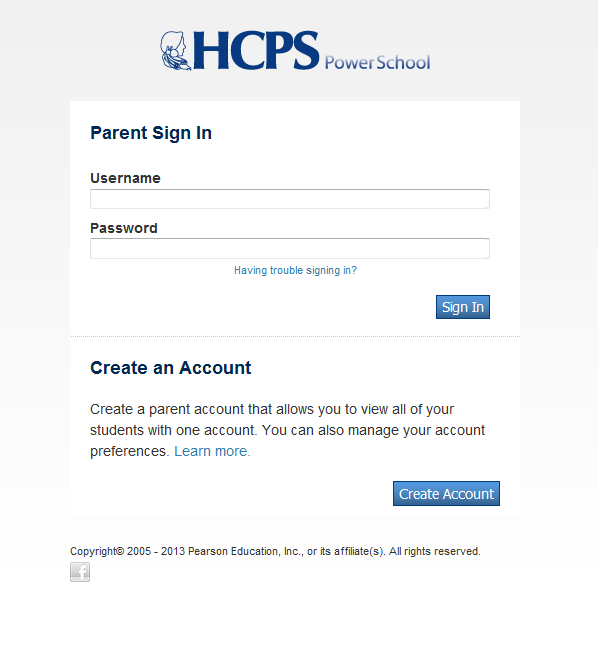 HCPS PowerSchool
Parent Sign In
Username
Password
Having trouble signing in?
Sign In
Create an Account
Create a parent account that allows you to view all of your
students with one account. You can also manage your account
preferences. Learn more.
Create Account
Copyright© 2005 - 2013 Pearson Education, Inc., or its affiliate(s). All rights reserved.
f